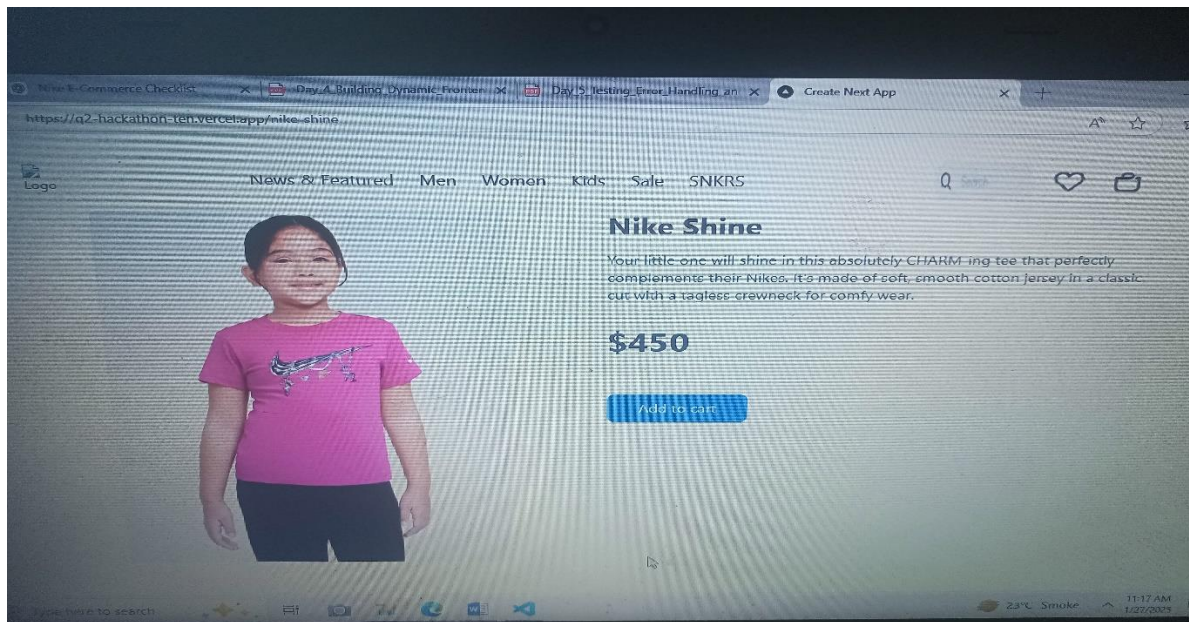 Nike E-Commerce Checklist
Day_4_Building_Dynamic_Fronten
Day_5_Testing_Error_Handling_an
Create Next App
https://q2-hackathon-ten.vercel.app/nike-shine
Logo
News & Featured Men Women Kids Sale SNKRS Search
Nike Shine
Your little one will shine in this absolutely CHARM ing tee that perfectly
complements their Nikes. It's made of soft, smooth cotton jersey in a classic
cut with a tagless crewneck for comfy wear.
$450
Add to cart
Type here to search
23°C Smoke
11:17 AM
1/27/2025